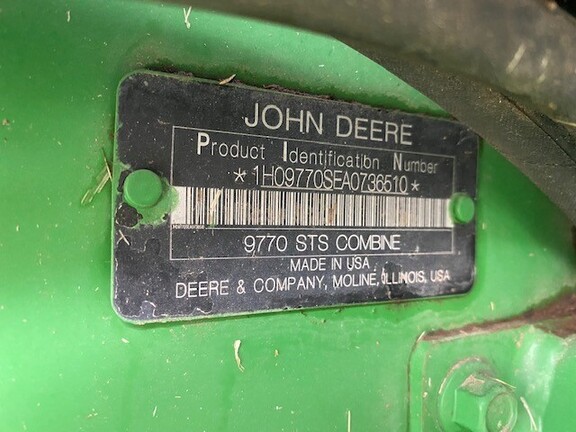 JOHN DEERE
Product Identification Number
*1H09770SEA0736510*
9770 STS COMBINE
MADE IN USA
DEERE & COMPANY, MOLINE, ILLINOIS, USA